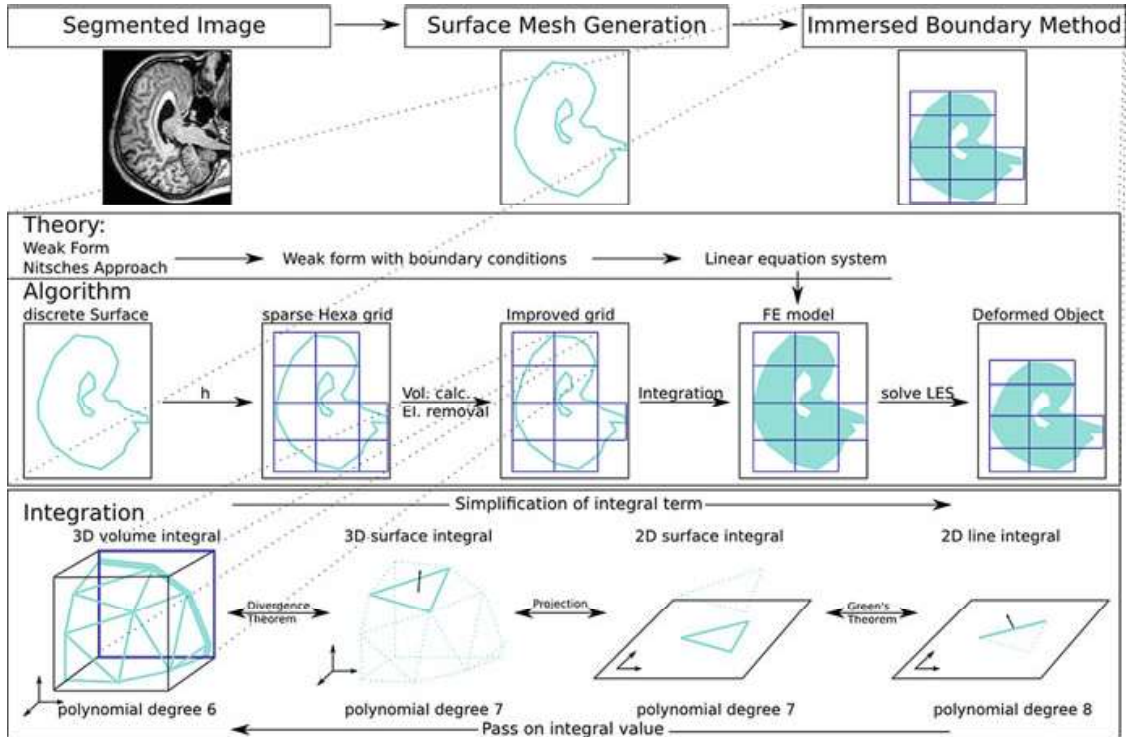 Segmented Image
Surface Mesh Generation
Immersed Boundary Method
Theory:
Weak Form
Nitsches Approach
Weak form with boundary conditions
Linear equation system
Algorithm
discrete Surface
sparse Hexa grid
Improved grid
FE model
Deformed Object
h
Vol. calc.
El. removal
Integration
solve LES
Integration
Simplification of integral term
3D volume integral
3D surface integral
2D surface integral
2D line integral
Divergence
Theorem
Projection
Green's
Theorem
polynomial degree 6
polynomial degree 7
polynomial degree 7
polynomial degree 8
Pass on integral value